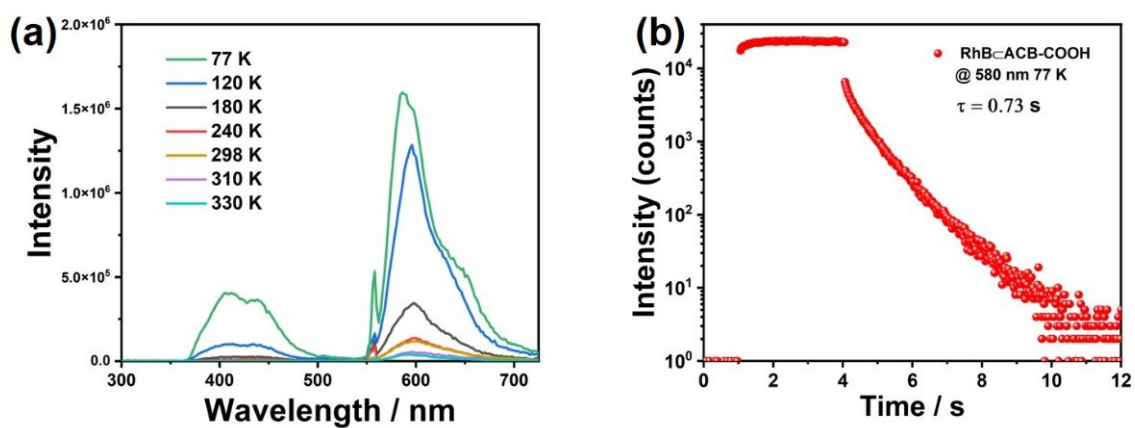 (a)
Intensity
2.0×10⁶
1.5×10⁶
1.0×10⁶
5.0×10⁵
0.0
77 K
120 K
180 K
240 K
298 K
310 K
330 K
300 400 500 600 700
Wavelength / nm
(b)
Intensity (counts)
10⁴
10³
10²
10¹
10⁰
RhB⊂ACB-COOH
@ 580 nm 77 K
τ = 0.73 s
0 2 4 6 8 10 12
Time / s